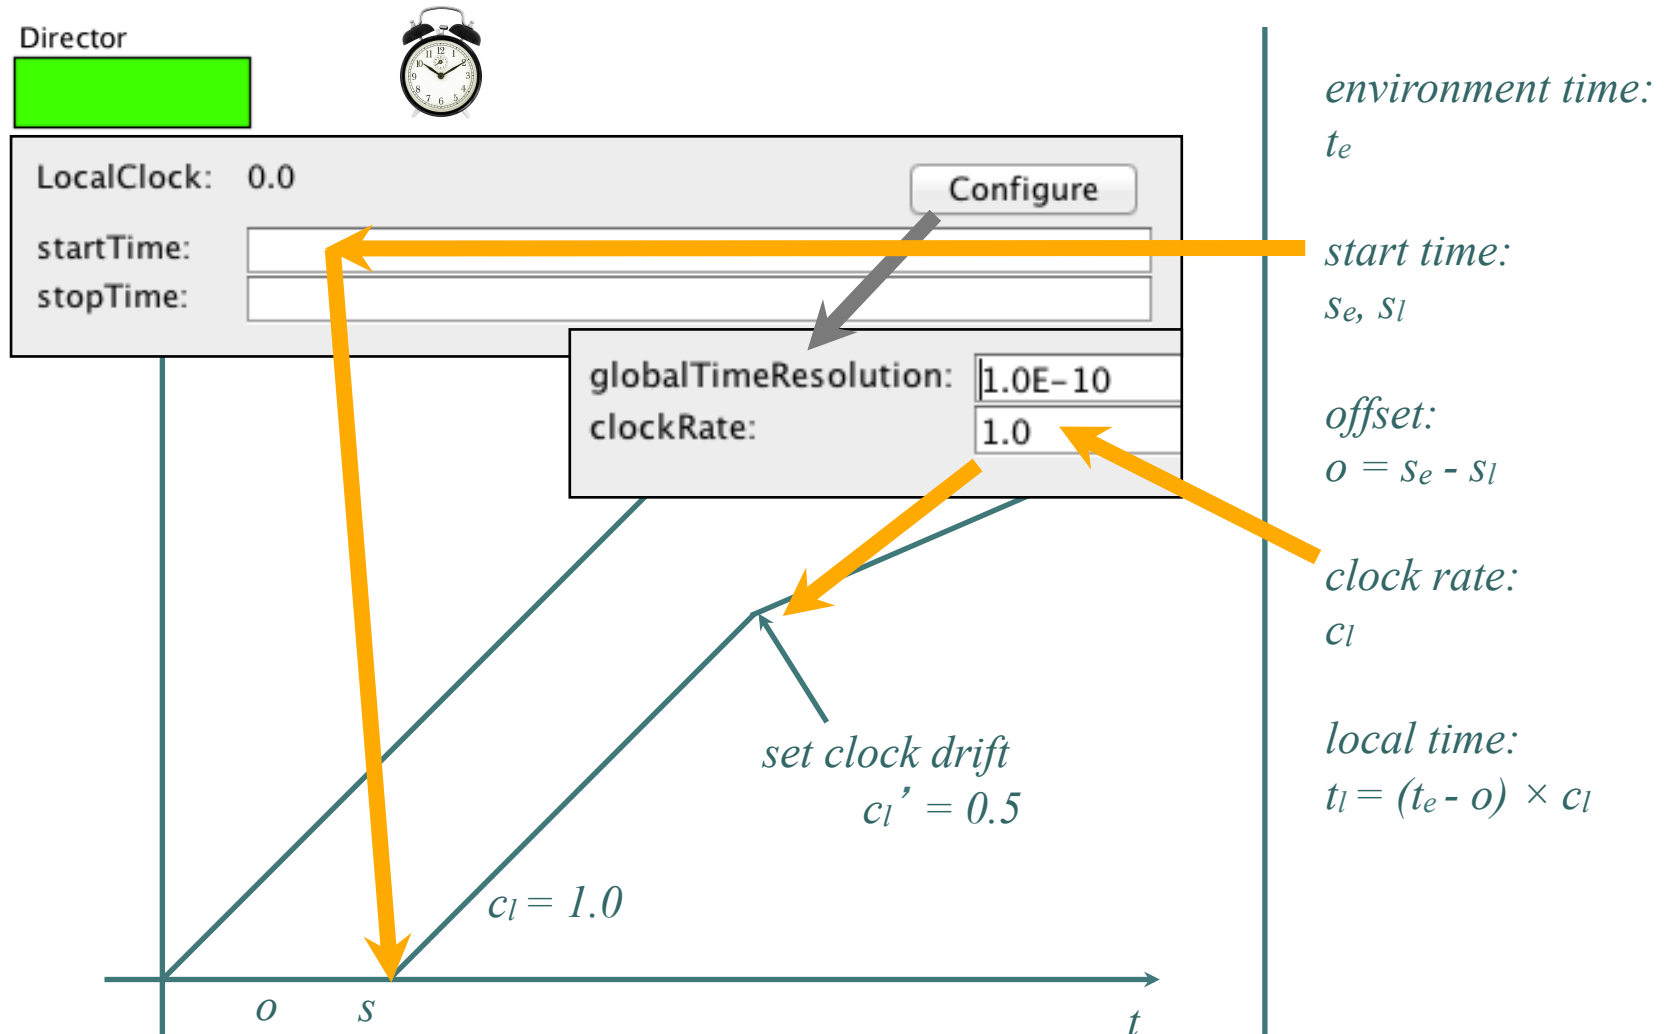 Director
LocalClock: 0.0
Configure
startTime:
stopTime:
globalTimeResolution: 1.0E-10
clockRate: 1.0
set clock drift
cl’ = 0.5
cl = 1.0
o s t
environment time:
te
start time:
se, sl
offset:
o = se - sl
clock rate:
cl
local time:
tl = (te - o) × cl